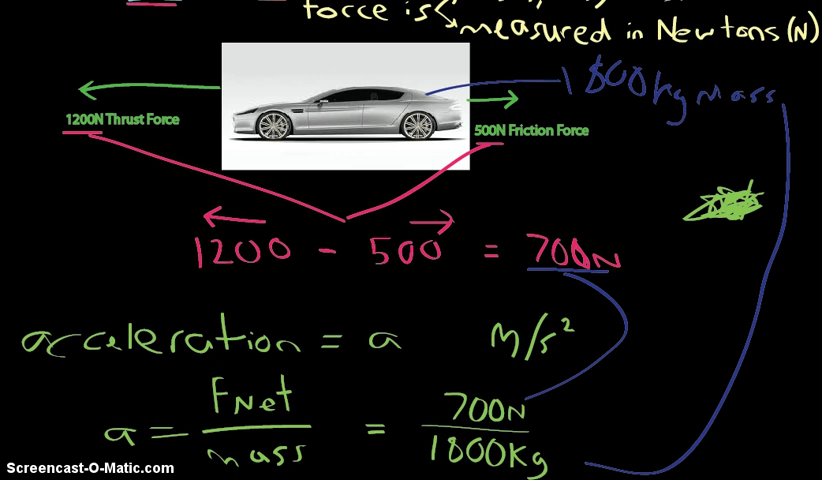 force is
measured in Newtons (N)
1800kg mass
1200N Thrust Force
500N Friction Force
1200 - 500 = 700N
acceleration = a m/s²
a = FNet / mass = 700N / 1800Kg
Screencast-O-Matic.com